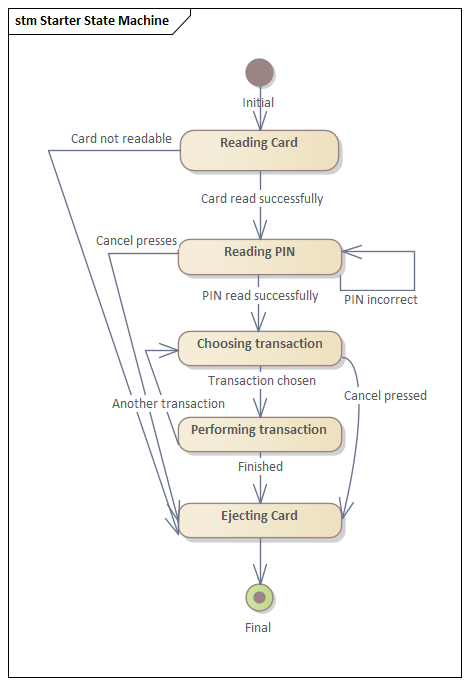 stm Starter State Machine
Initial
Card not readable
Reading Card
Card read successfully
Cancel presses
Reading PIN
PIN read successfully
PIN incorrect
Choosing transaction
Transaction chosen
Cancel pressed
Another transaction
Performing transaction
Finished
Ejecting Card
Final